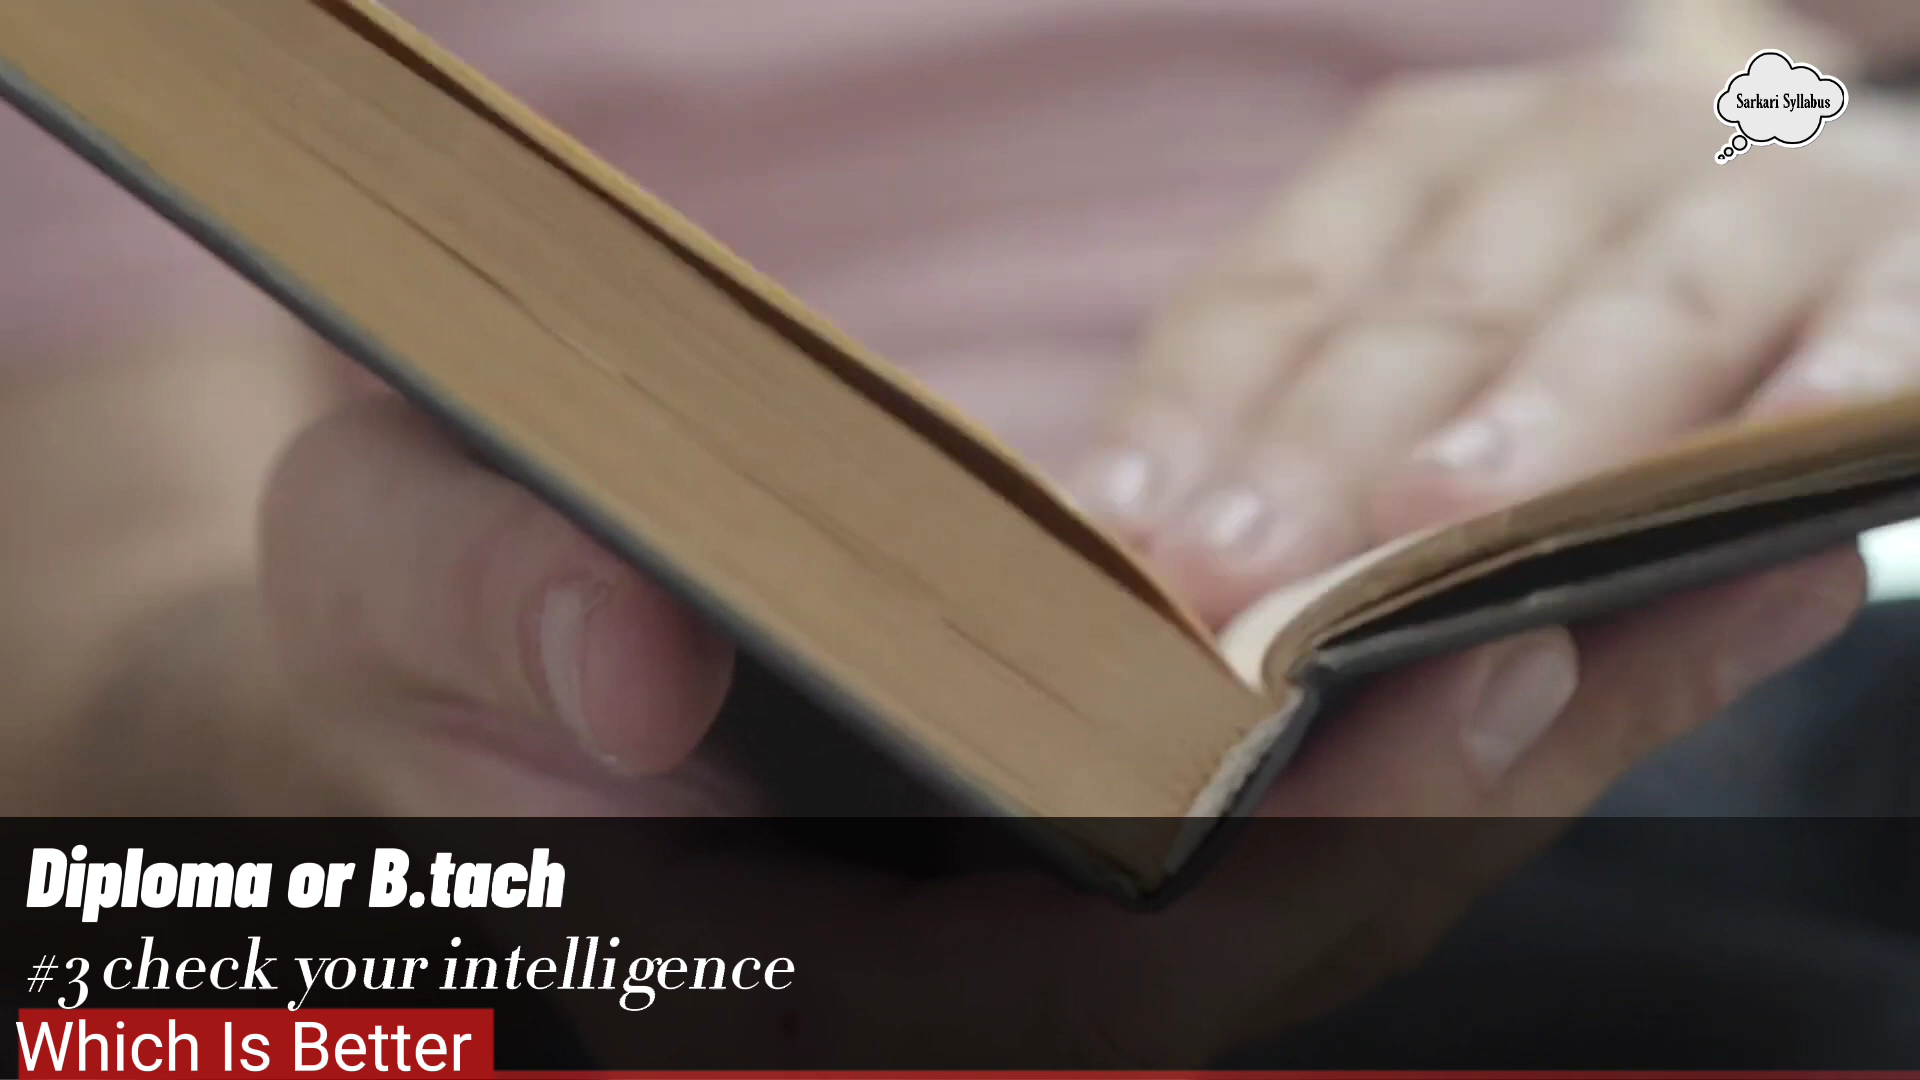 Sarkari Syllabus
Diploma or B.tach
#3 check your intelligence
Which Is Better